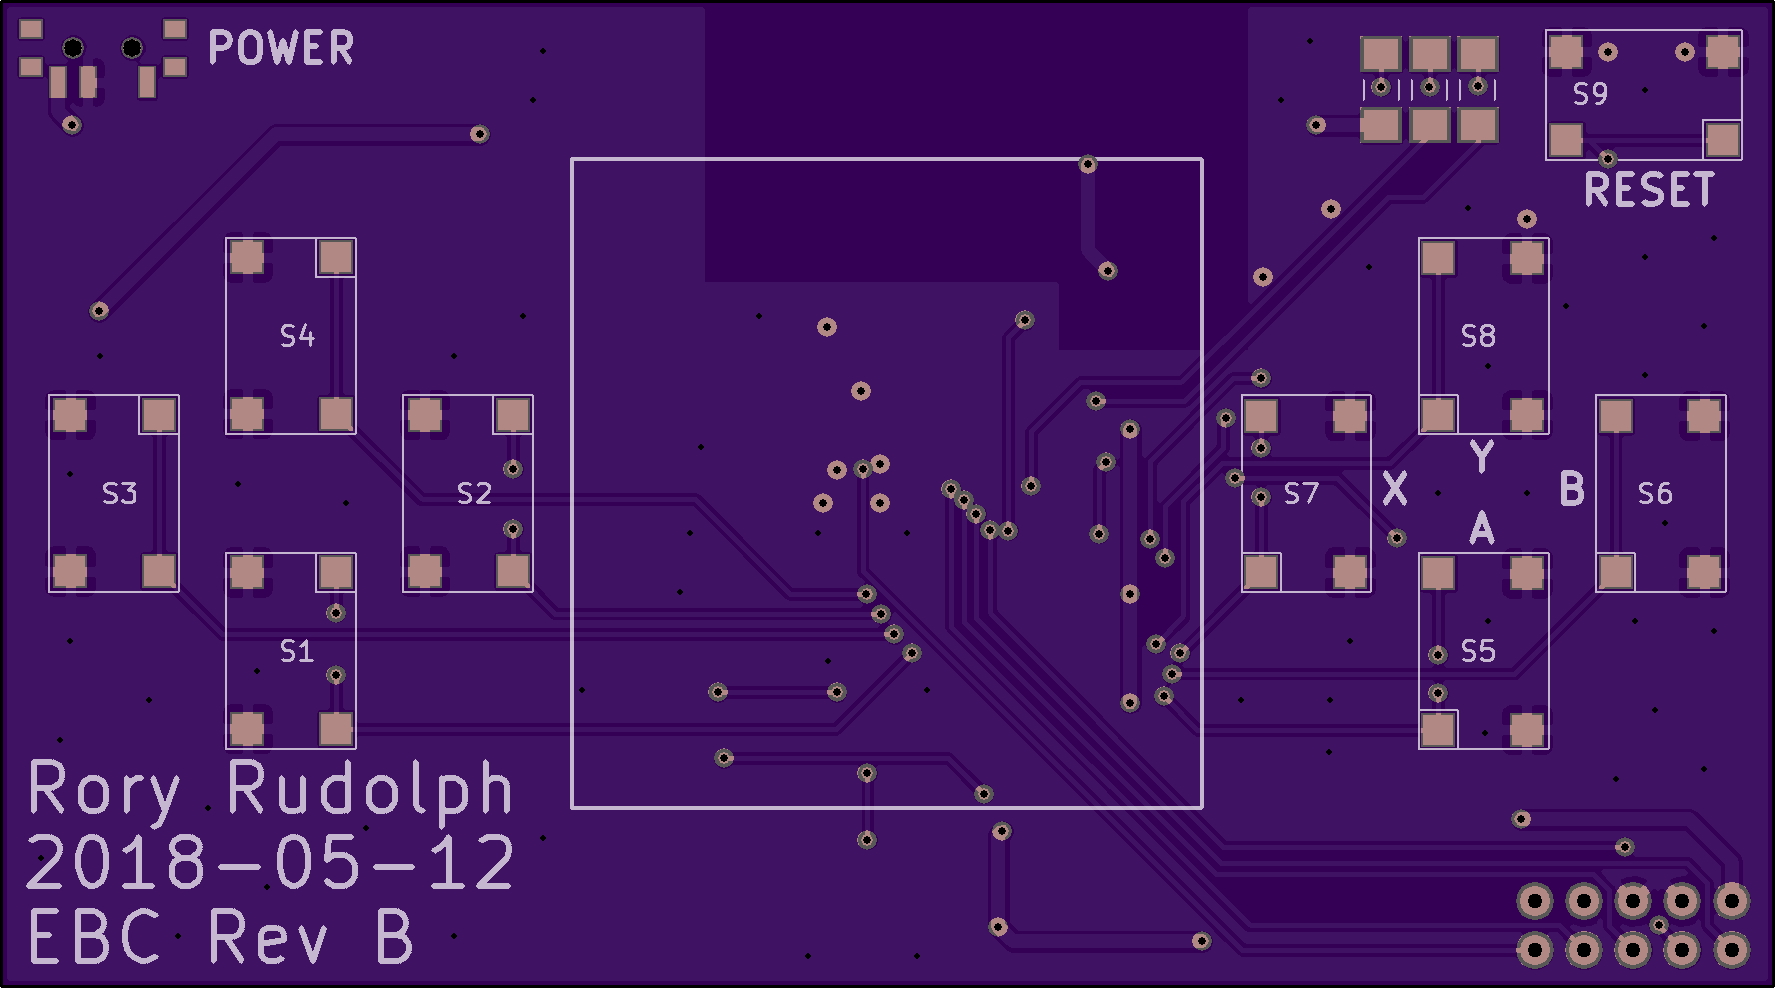 POWER
S9
RESET
S4
S8
S3
S2
Y
X
S7
B
S6
A
S1
S5
Rory Rudolph
2018-05-12
EBC Rev B